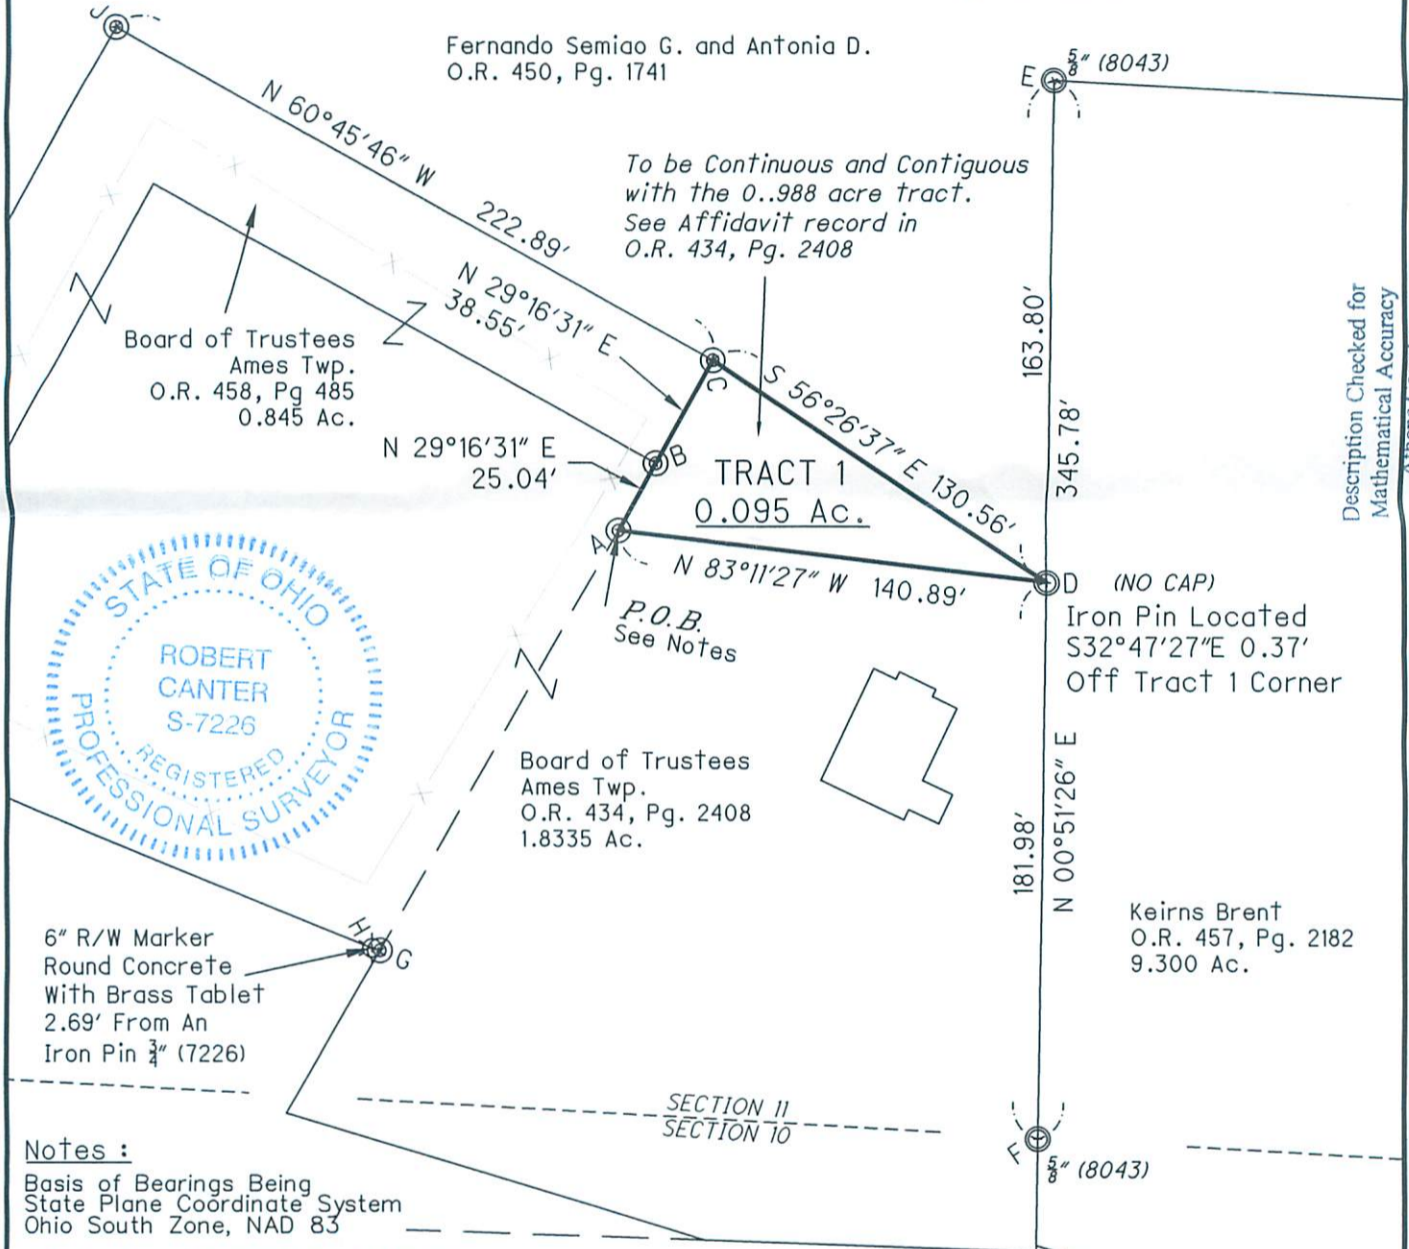 J
Fernando Semiao G. and Antonia D.
O.R. 450, Pg. 1741
E
5/8" (8043)
N 60°45'46" W 222.89'
To be Continuous and Contiguous
with the 0..988 acre tract.
See Affidavit record in
O.R. 434, Pg. 2408
N 29°16'31" E
38.55'
163.80'
345.78'
Description Checked for
Mathematical Accuracy
Board of Trustees
Ames Twp.
O.R. 458, Pg 485
0.845 Ac.
C
S 56°26'37" E 130.56'
N 29°16'31" E
25.04'
B
TRACT 1
0.095 Ac.
A
N 83°11'27" W 140.89'
D
(NO CAP)
Iron Pin Located
S32°47'27"E 0.37'
Off Tract 1 Corner
P.O.B.
See Notes
STATE OF OHIO
ROBERT
CANTER
S-7226
REGISTERED
PROFESSIONAL SURVEYOR
Board of Trustees
Ames Twp.
O.R. 434, Pg. 2408
1.8335 Ac.
181.98'
N 00°51'26" E
Keirns Brent
O.R. 457, Pg. 2182
9.300 Ac.
H
G
6" R/W Marker
Round Concrete
With Brass Tablet
2.69' From An
Iron Pin 3/4" (7226)
SECTION 11
SECTION 10
F
5/8" (8043)
Notes :
Basis of Bearings Being
State Plane Coordinate System
Ohio South Zone, NAD 83